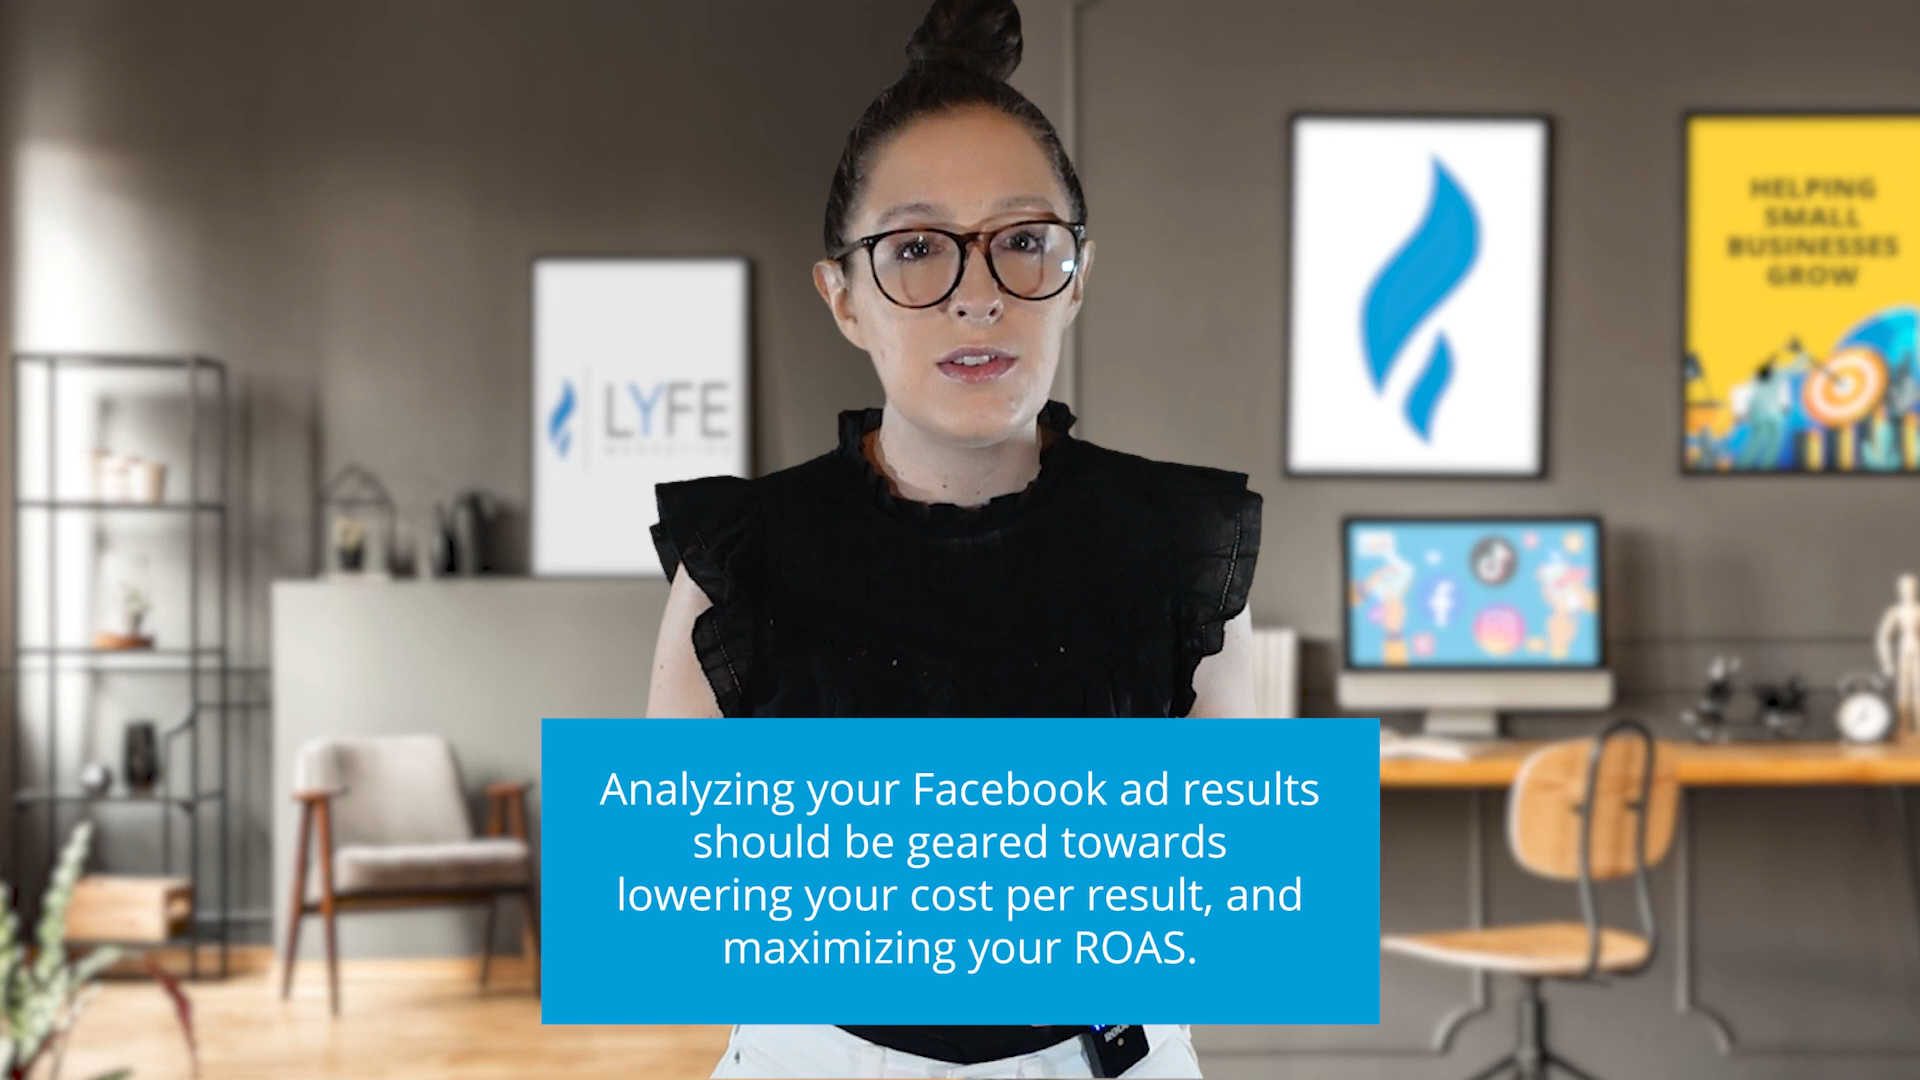 HELPING
SMALL
BUSINESSES
GROW
LYFE
MARKETING
Analyzing your Facebook ad results
should be geared towards
lowering your cost per result, and
maximizing your ROAS.